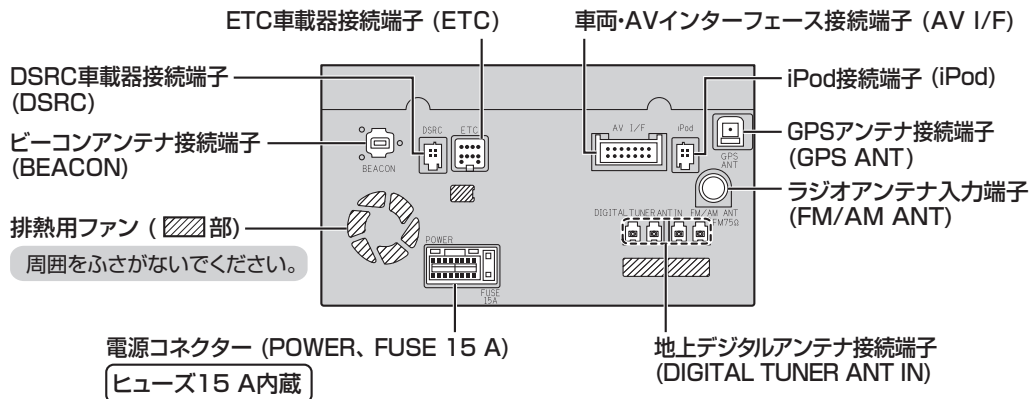 ETC車載器接続端子 (ETC)
車両・AVインターフェース接続端子 (AV I/F)
DSRC車載器接続端子
(DSRC)
iPod接続端子 (iPod)
ビーコンアンテナ接続端子
(BEACON)
GPSアンテナ接続端子
(GPS ANT)
ラジオアンテナ入力端子
(FM/AM ANT)
排熱用ファン ( 部)
周囲をふさがないでください。
DSRC ETC
BEACON
AV I/F iPod
GPS
ANT
DIGITAL TUNER ANT IN FM/AM ANT
FM75Ω
POWER
FUSE
15A
電源コネクター (POWER、FUSE 15 A)
ヒューズ15 A内蔵
地上デジタルアンテナ接続端子
(DIGITAL TUNER ANT IN)